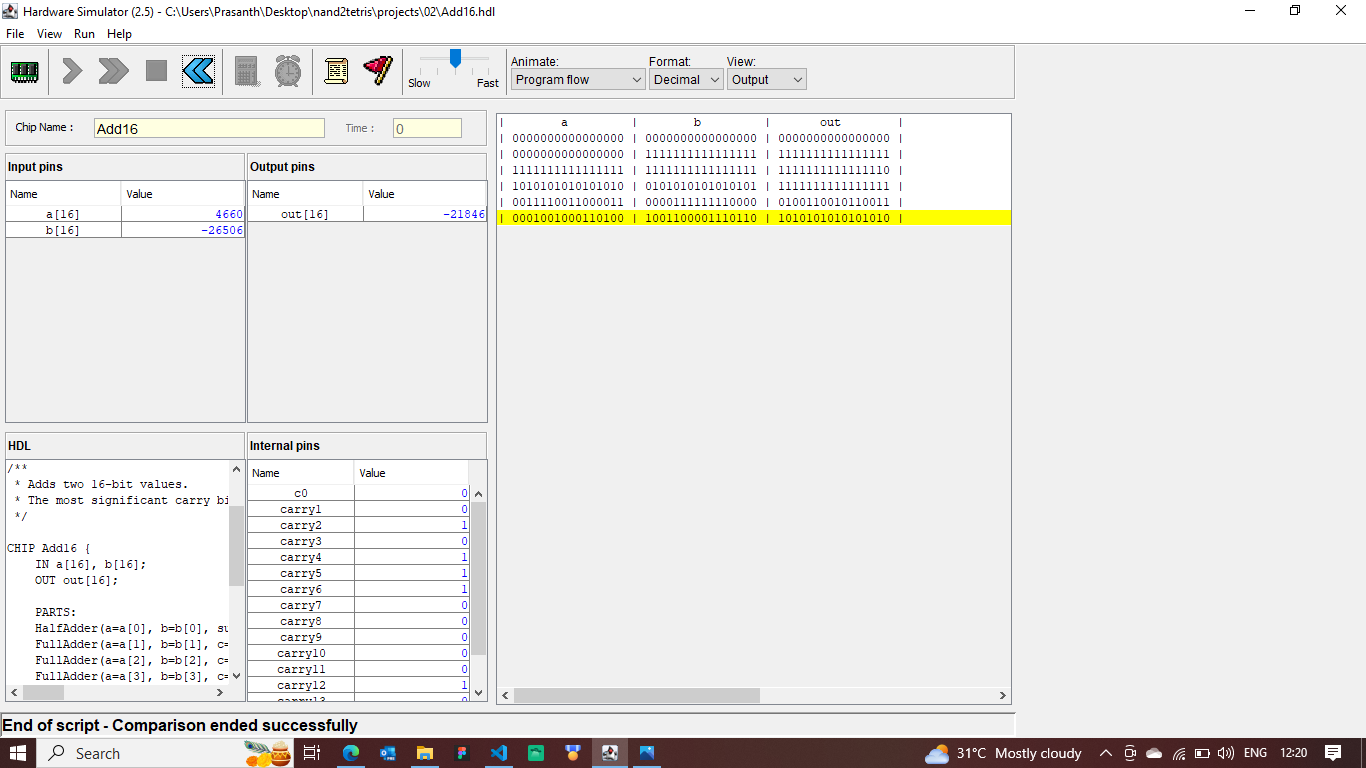 Hardware Simulator (2.5) - C:\Users\Prasanth\Desktop\nand2tetris\projects\02\Add16.hdl
File View Run Help
Slow Fast
Animate: Format: View:
Program flow Decimal Output
Chip Name : Add16 Time : 0
Input pins
Name Value
a[16] 4660
b[16] -26506
Output pins
Name Value
out[16] -21846
HDL
/**
* Adds two 16-bit values.
* The most significant carry bi
*/
CHIP Add16 {
IN a[16], b[16];
OUT out[16];
PARTS:
HalfAdder(a=a[0], b=b[0], su
FullAdder(a=a[1], b=b[1], c=
FullAdder(a=a[2], b=b[2], c=
FullAdder(a=a[3], b=b[3], c=
Internal pins
Name Value
c0 0
carry1 0
carry2 1
carry3 0
carry4 1
carry5 1
carry6 1
carry7 0
carry8 0
carry9 0
carry10 0
carry11 0
carry12 1
| a | b | out |
| 0000000000000000 | 0000000000000000 | 0000000000000000 |
| 0000000000000000 | 1111111111111111 | 1111111111111111 |
| 1111111111111111 | 1111111111111111 | 1111111111111110 |
| 1010101010101010 | 0101010101010101 | 1111111111111111 |
| 0011110011000011 | 0000111111110000 | 0100110010110011 |
| 0001001000110100 | 1001100001110110 | 1010101010101010 |
End of script - Comparison ended successfully
Search
31°C Mostly cloudy
ENG 12:20